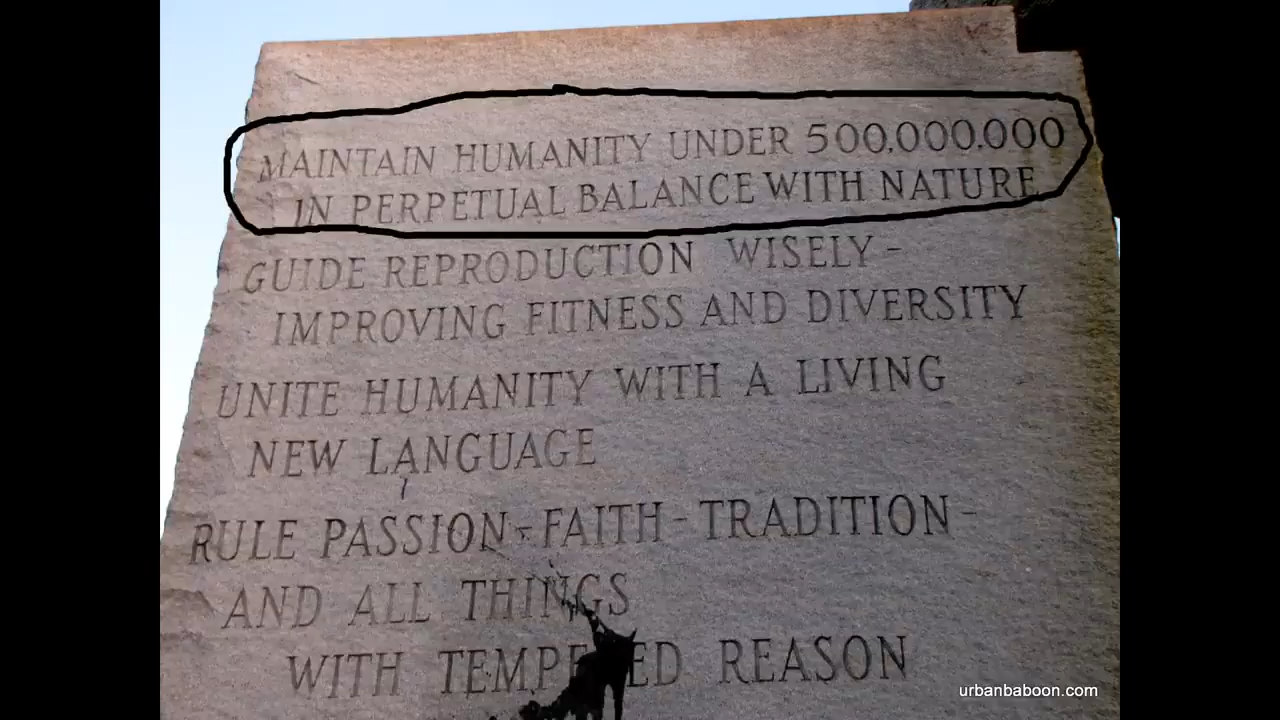 MAINTAIN HUMANITY UNDER 500,000,000
IN PERPETUAL BALANCE WITH NATURE
GUIDE REPRODUCTION WISELY -
IMPROVING FITNESS AND DIVERSITY
UNITE HUMANITY WITH A LIVING
NEW LANGUAGE
RULE PASSION - FAITH - TRADITION -
AND ALL THINGS
WITH TEMPERED REASON
urbanbaboon.com